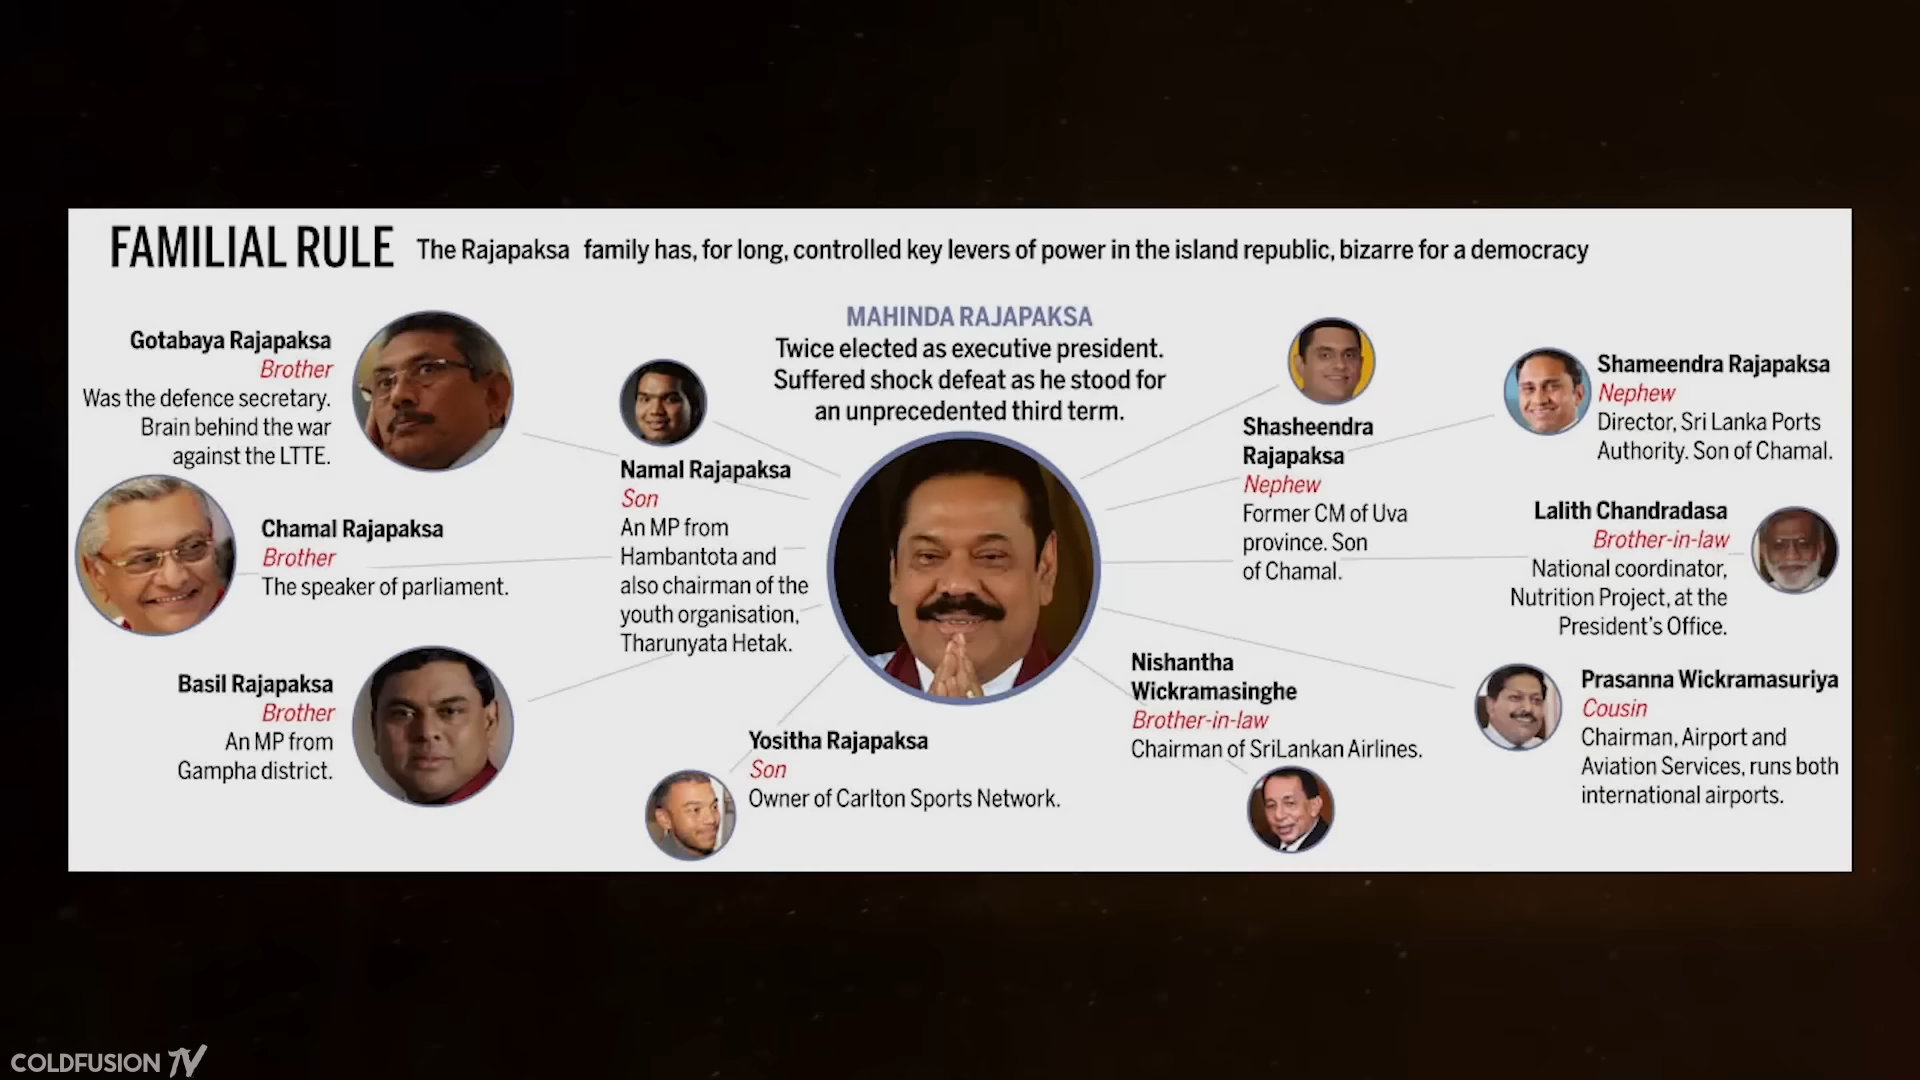 FAMILIAL RULE The Rajapaksa family has, for long, controlled key levers of power in the island republic, bizarre for a democracy
Gotabaya Rajapaksa
Brother
Was the defence secretary.
Brain behind the war
against the LTTE.
Chamal Rajapaksa
Brother
The speaker of parliament.
Basil Rajapaksa
Brother
An MP from
Gampha district.
Namal Rajapaksa
Son
An MP from
Hambantota and
also chairman of the
youth organisation,
Tharunyata Hetak.
MAHINDA RAJAPAKSA
Twice elected as executive president.
Suffered shock defeat as he stood for
an unprecedented third term.
Yositha Rajapaksa
Son
Owner of Carlton Sports Network.
Shasheendra
Rajapaksa
Nephew
Former CM of Uva
province. Son
of Chamal.
Nishantha
Wickramasinghe
Brother-in-law
Chairman of SriLankan Airlines.
Shameendra Rajapaksa
Nephew
Director, Sri Lanka Ports
Authority. Son of Chamal.
Lalith Chandradasa
Brother-in-law
National coordinator,
Nutrition Project, at the
President's Office.
Prasanna Wickramasuriya
Cousin
Chairman, Airport and
Aviation Services, runs both
international airports.
COLDFUSION TV